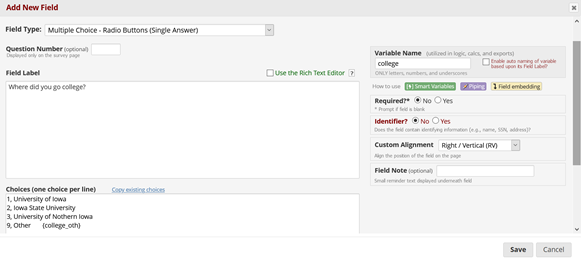 Add New Field
Field Type: Multiple Choice - Radio Buttons (Single Answer)
Question Number (optional)
Displayed only on the survey page
Field Label
Use the Rich Text Editor ?
Where did you go college?
Choices (one choice per line) Copy existing choices
1, University of Iowa
2, Iowa State University
3, University of Nothern Iowa
9, Other {college_oth}
Variable Name (utilized in logic, calcs, and exports)
college
Enable auto naming of variable
based upon its Field Label?
ONLY letters, numbers, and underscores
How to use Smart Variables Piping Field embedding
Required?* No Yes
* Prompt if field is blank
Identifier? No Yes
Does the field contain identifying information (e.g., name, SSN, address)?
Custom Alignment Right / Vertical (RV)
Align the position of the field on the page
Field Note (optional)
Small reminder text displayed underneath field
Save Cancel